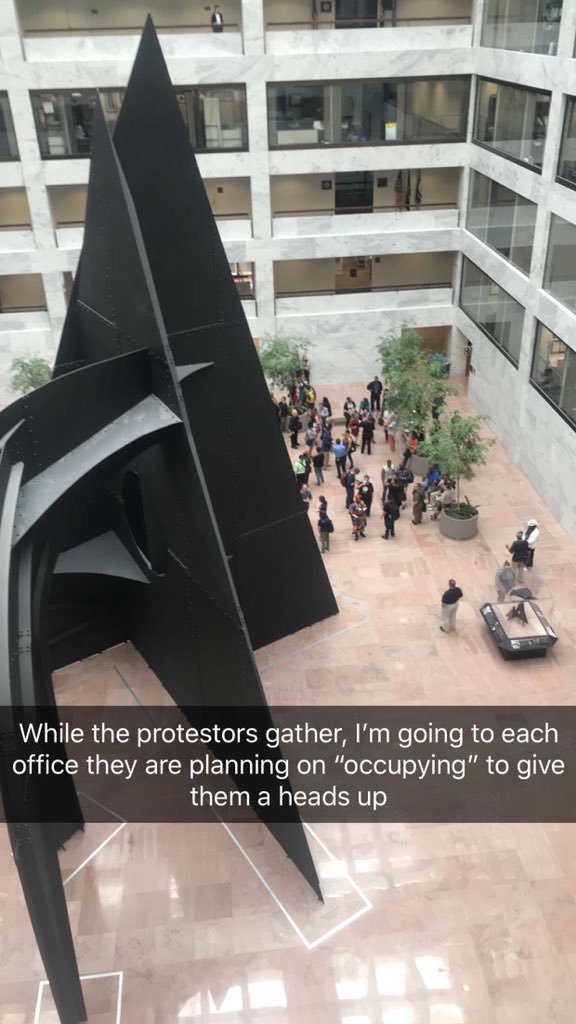 While the protestors gather, I'm going to each
office they are planning on "occupying" to give
them a heads up